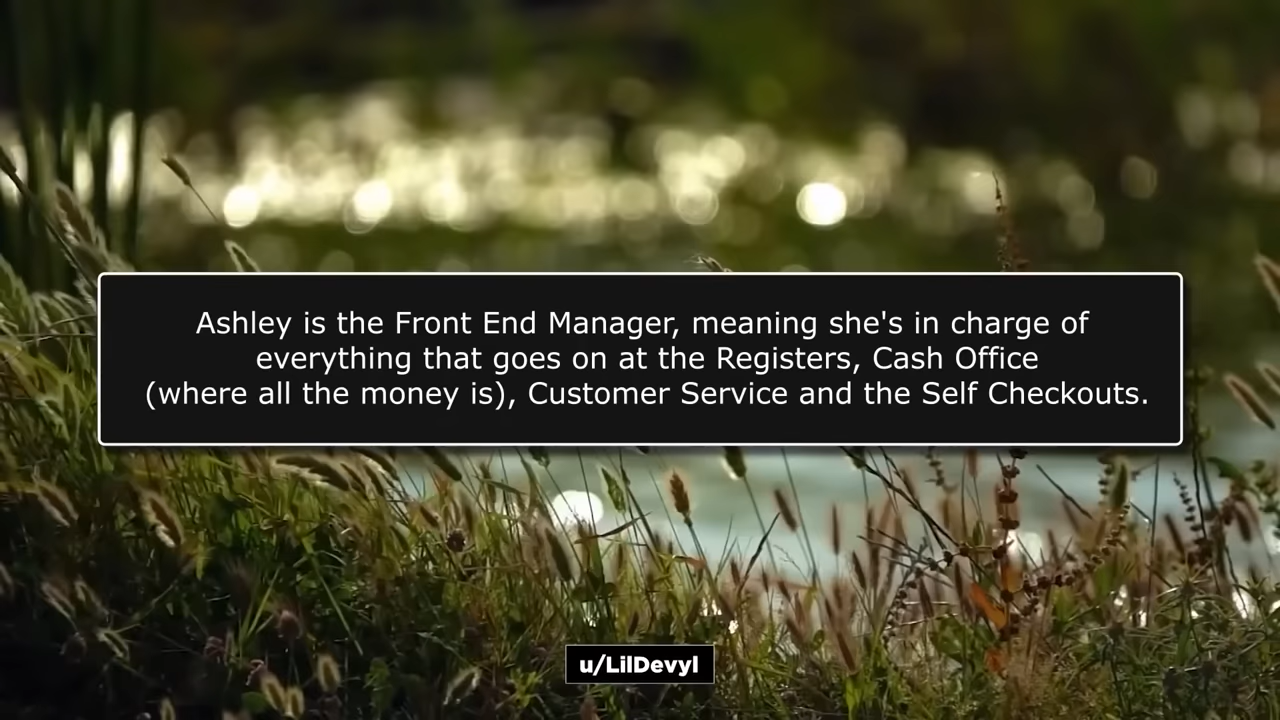 Ashley is the Front End Manager, meaning she's in charge of
everything that goes on at the Registers, Cash Office
(where all the money is), Customer Service and the Self Checkouts.
u/LilDevyl